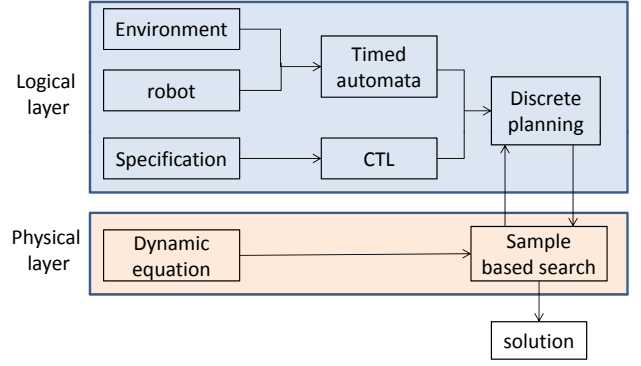 Logical
layer
Environment
robot
Specification
Timed
automata
CTL
Discrete
planning
Physical
layer
Dynamic
equation
Sample
based search
solution